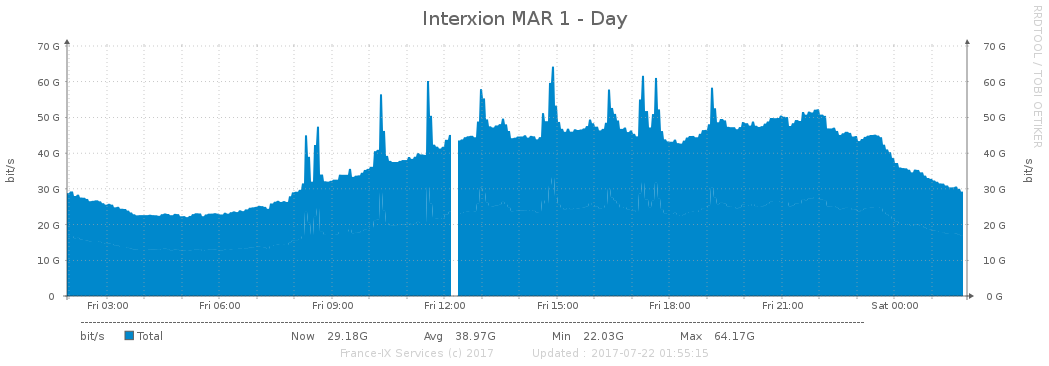 Interxion MAR 1 - Day
RRDTOOL / TOBI OETIKER
bit/s
70 G 70 G
60 G 60 G
50 G 50 G
40 G 40 G
30 G 30 G
20 G 20 G
10 G 10 G
0 0 G
bit/s
Fri 03:00 Fri 06:00 Fri 09:00 Fri 12:00 Fri 15:00 Fri 18:00 Fri 21:00 Sat 00:00
bit/s Total Now 29.18G Avg 38.97G Min 22.03G Max 64.17G
France-IX Services (c) 2017 Updated : 2017-07-22 01:55:15